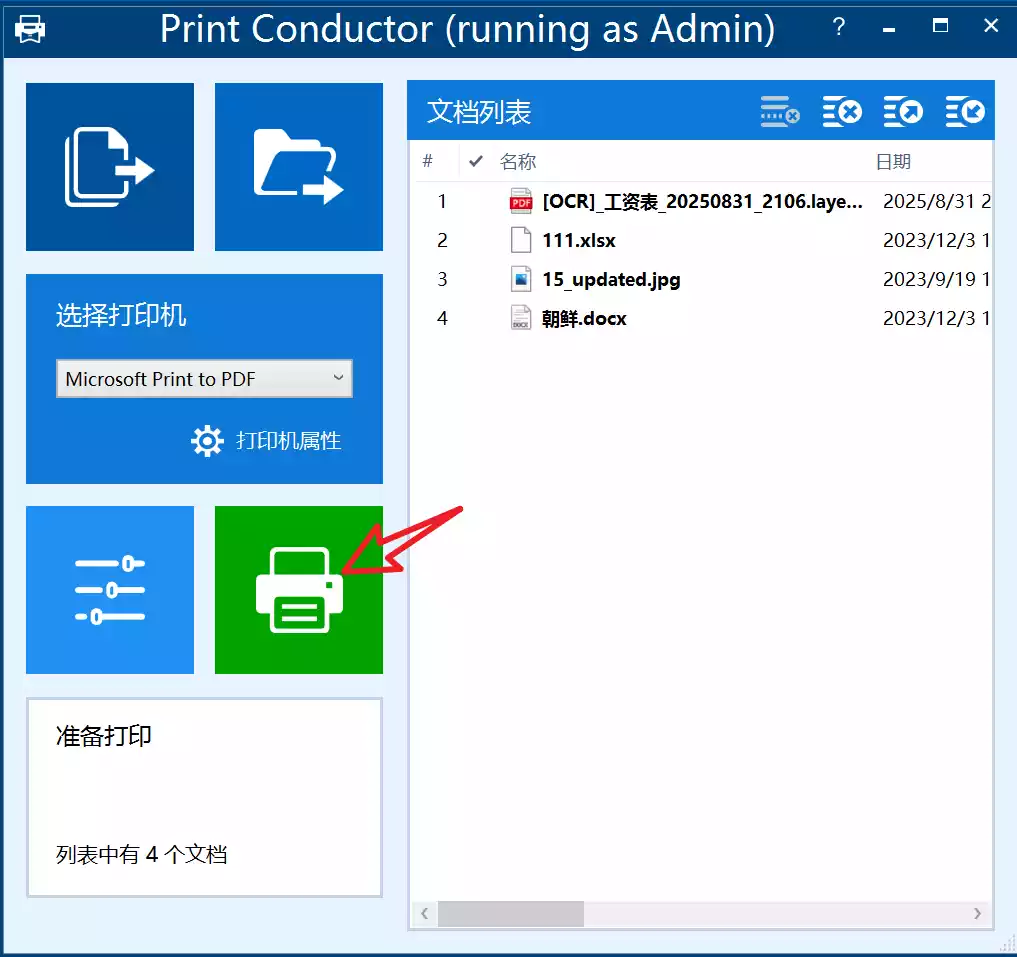 Print Conductor (running as Admin)
文档列表
# 名称 日期
1 PDF [OCR]_工资表_20250831_2106.laye... 2025/8/31 2
2 111.xlsx 2023/12/3 1
3 15_updated.jpg 2023/9/19 1
4 DOCX 朝鲜.docx 2023/12/3 1
选择打印机
Microsoft Print to PDF
打印机属性
准备打印
列表中有 4 个文档